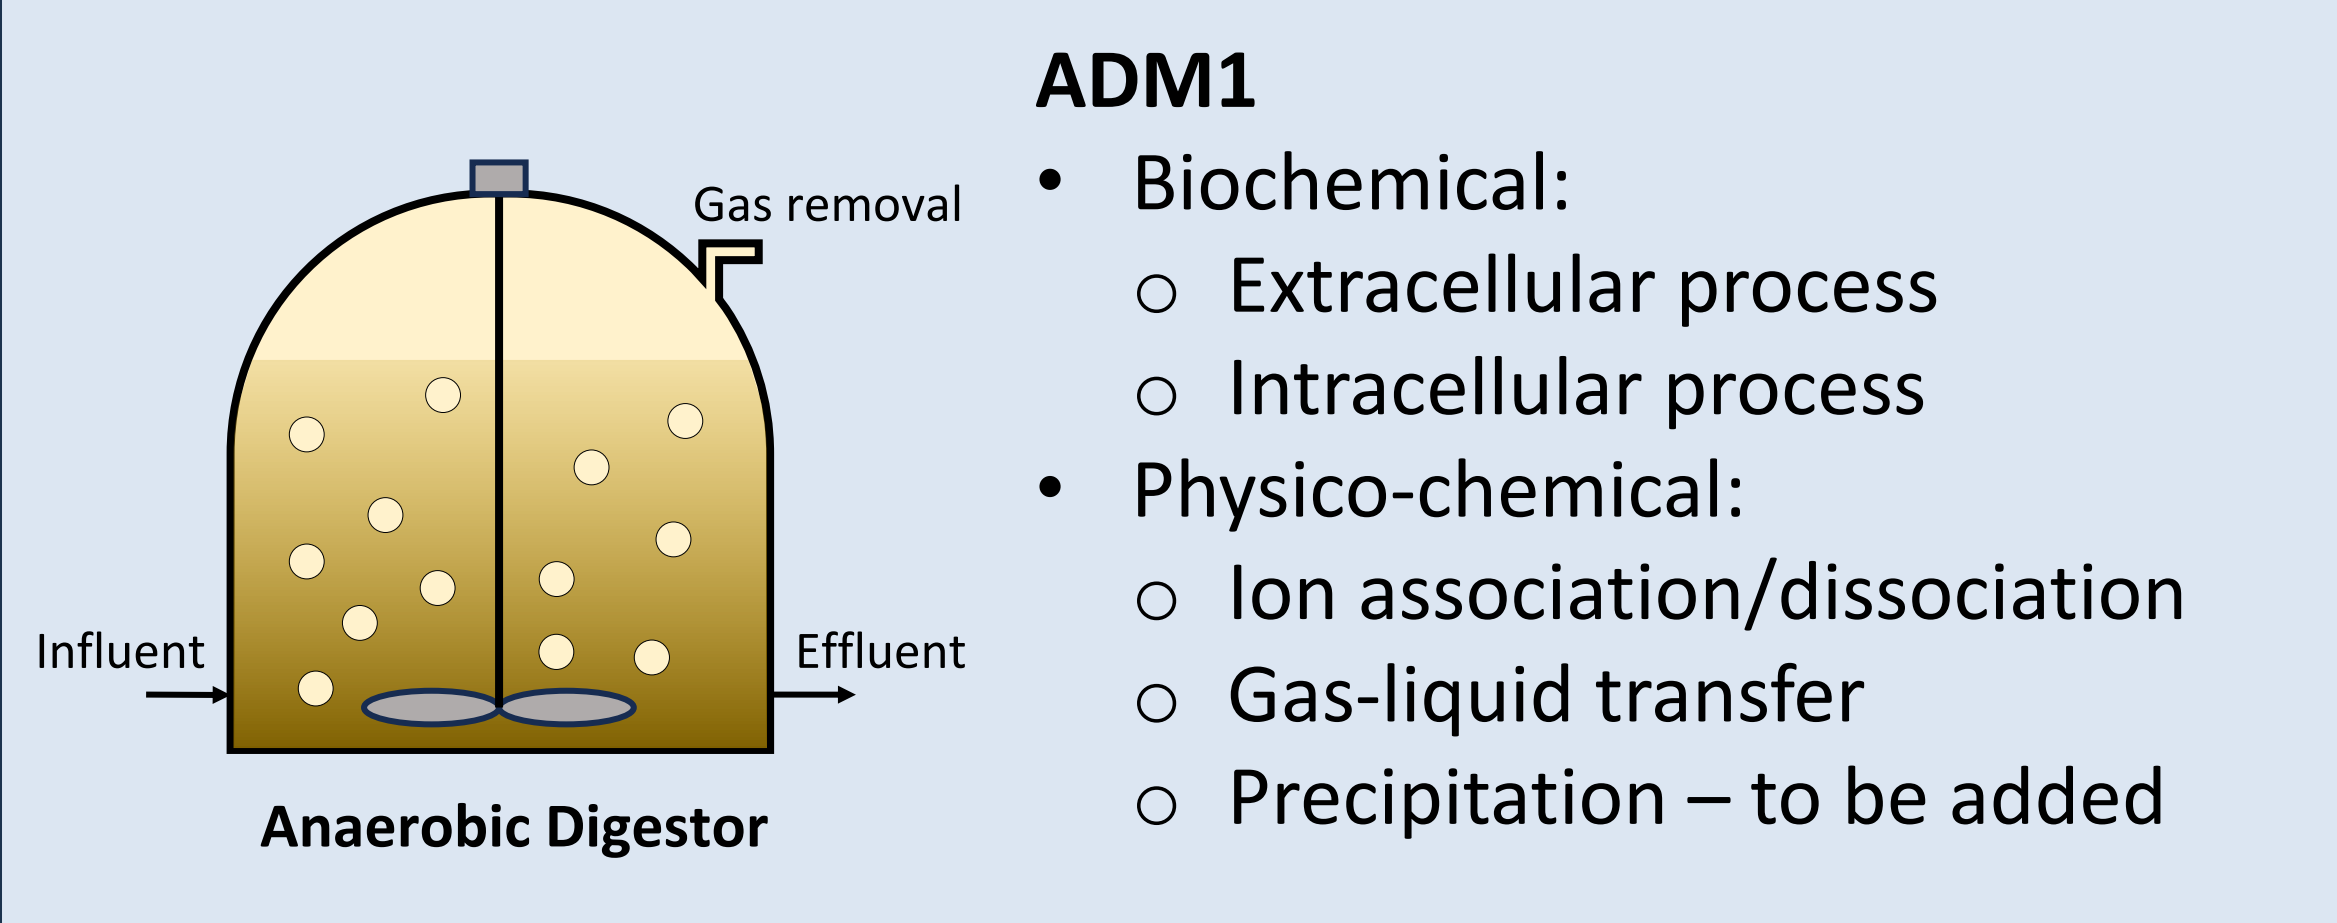 Gas removal
Influent
Effluent
Anaerobic Digestor
ADM1
• Biochemical:
o Extracellular process
o Intracellular process
• Physico-chemical:
o Ion association/dissociation
o Gas-liquid transfer
o Precipitation – to be added